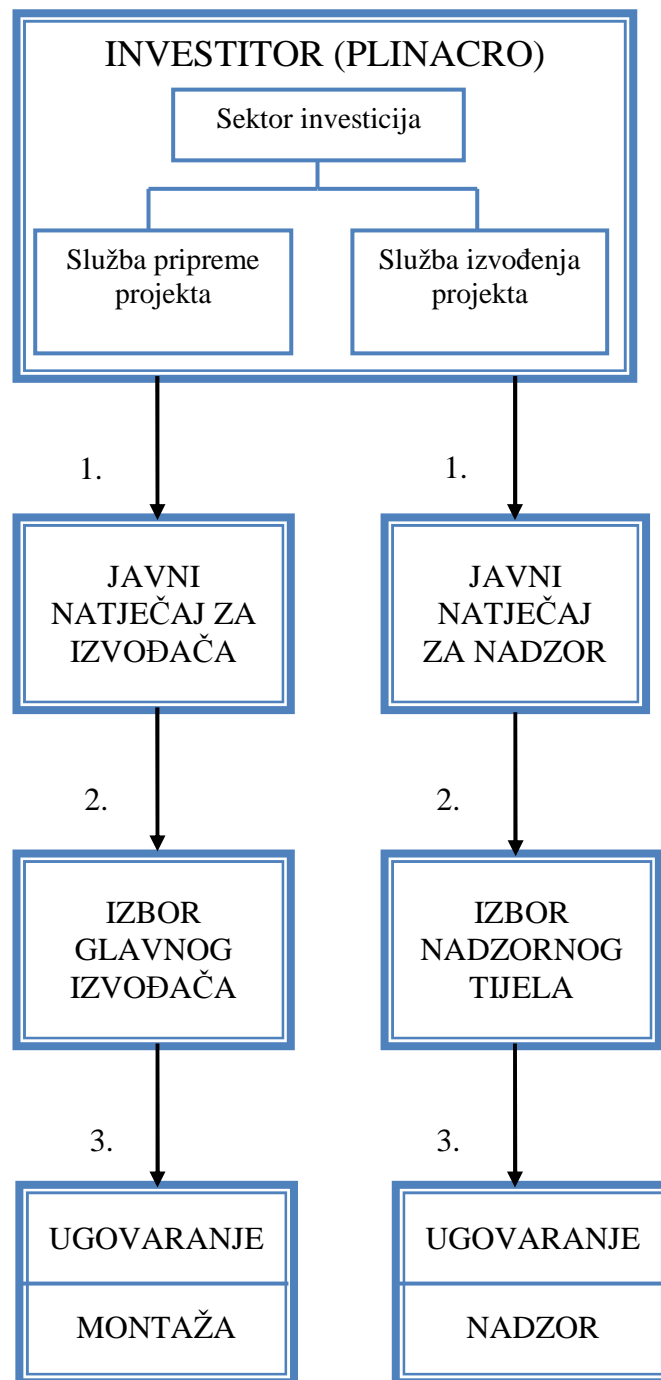 INVESTITOR (PLINACRO)
Sektor investicija
Služba pripreme
projekta
Služba izvođenja
projekta
1.
1.
JAVNI
NATJEČAJ ZA
IZVOĐAČA
JAVNI
NATJEČAJ
ZA NADZOR
2.
2.
IZBOR
GLAVNOG
IZVOĐAČA
IZBOR
NADZORNOG
TIJELA
3.
3.
UGOVARANJE
MONTAŽA
UGOVARANJE
NADZOR